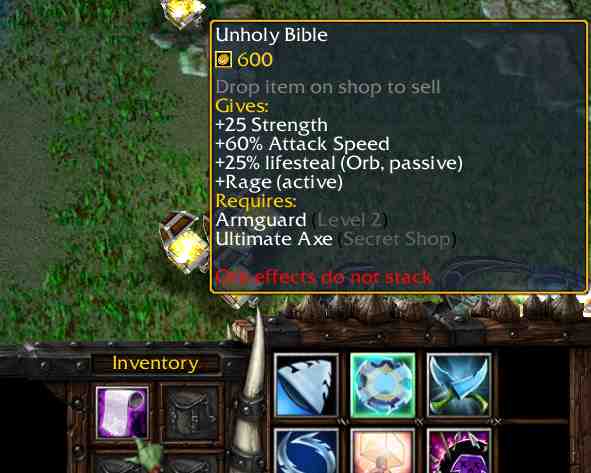 Unholy Bible
600
Drop item on shop to sell
Gives:
+25 Strength
+60% Attack Speed
+25% lifesteal (Orb, passive)
+Rage (active)
Requires:
Armguard (Level 2)
Ultimate Axe (Secret Shop)
Orb effects do not stack
Inventory